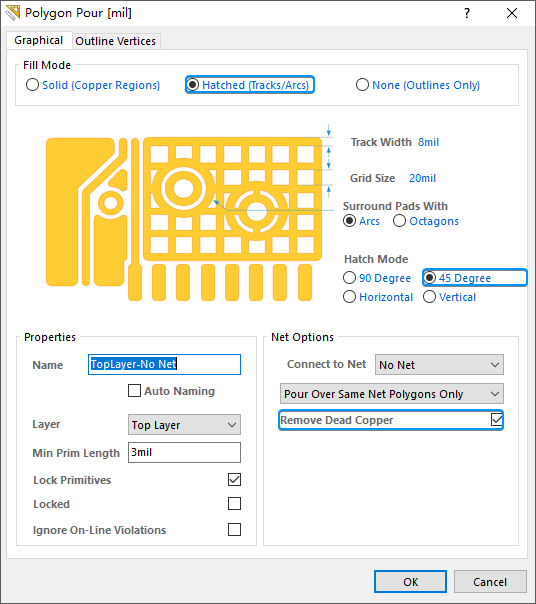 Polygon Pour [mil]
Graphical
Outline Vertices
Fill Mode
Solid (Copper Regions)
Hatched (Tracks/Arcs)
None (Outlines Only)
Track Width 8mil
Grid Size 20mil
Surround Pads With
Arcs
Octagons
Hatch Mode
90 Degree
45 Degree
Horizontal
Vertical
Properties
Name TopLayer-No Net
Auto Naming
Layer Top Layer
Min Prim Length 3mil
Lock Primitives
Locked
Ignore On-Line Violations
Net Options
Connect to Net No Net
Pour Over Same Net Polygons Only
Remove Dead Copper
OK
Cancel